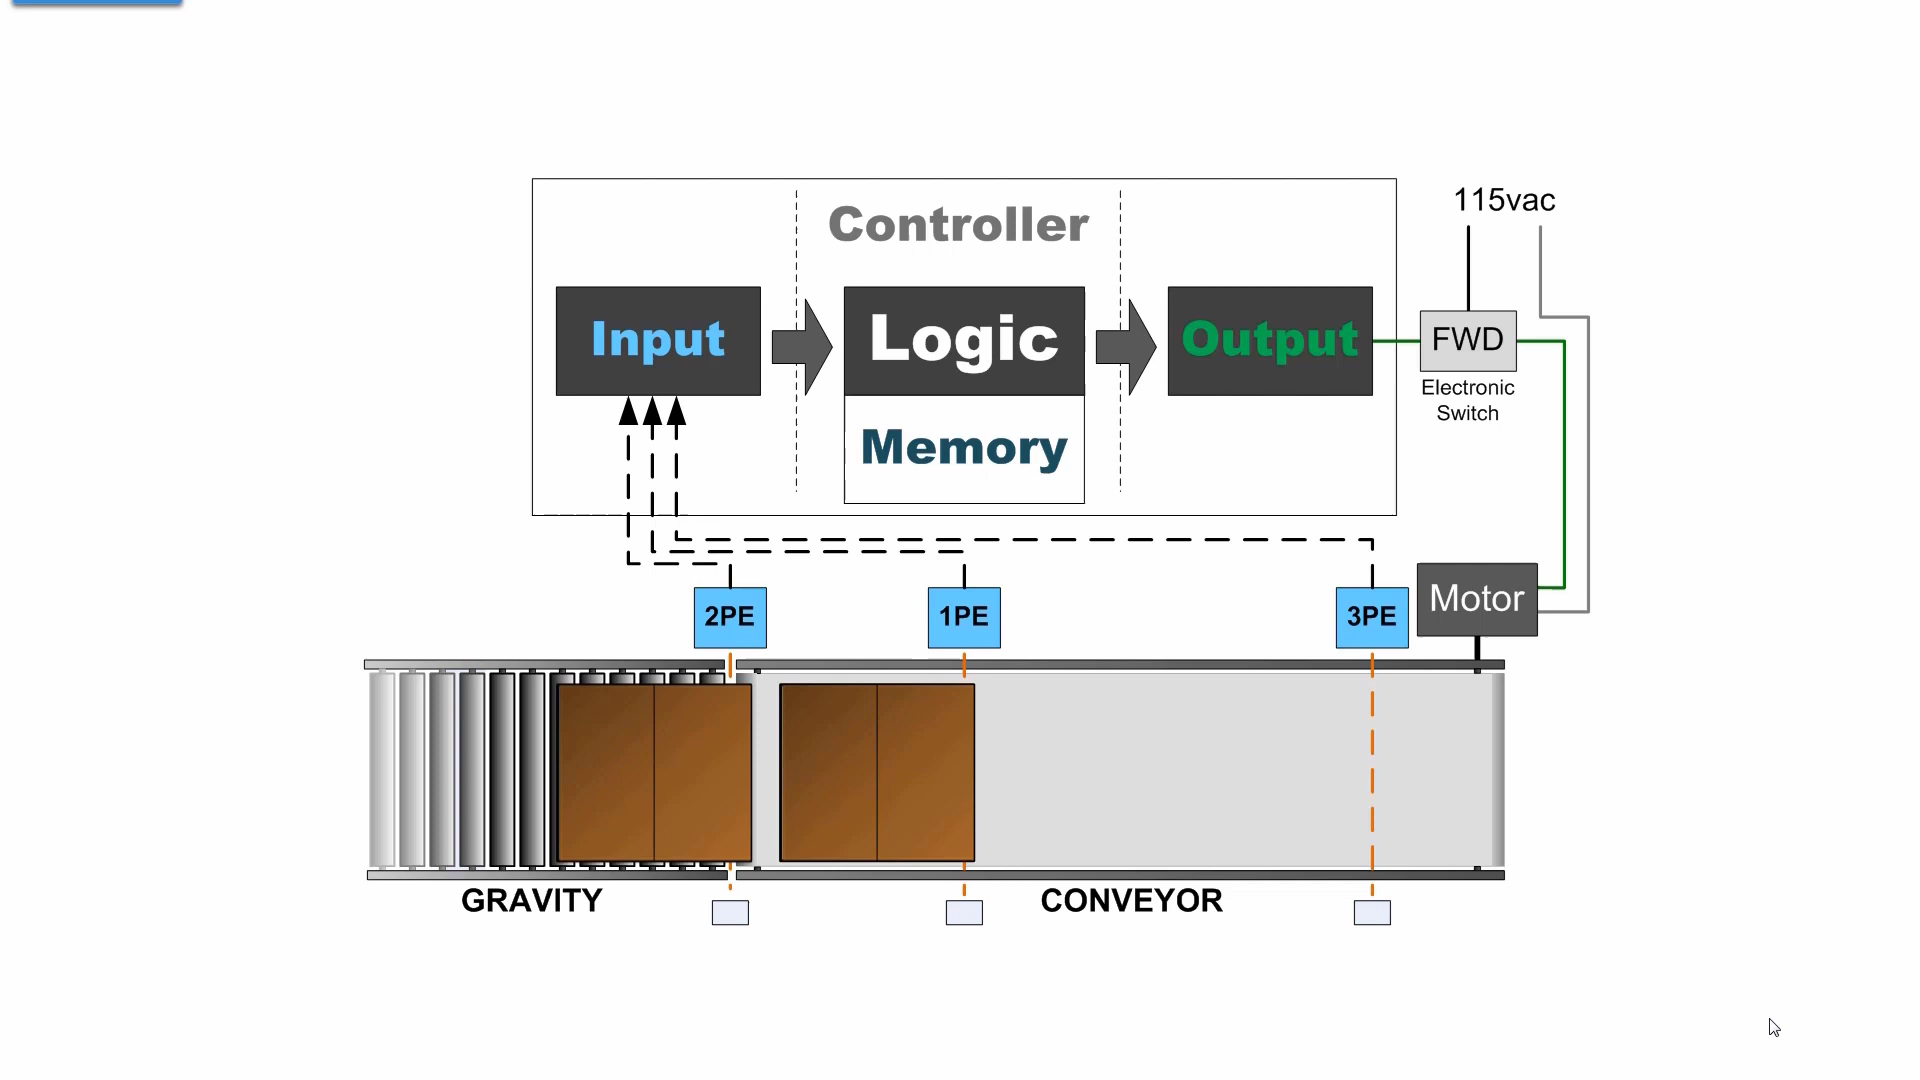 115vac
Controller
Input
Logic
Output
FWD
Electronic
Switch
Memory
2PE
1PE
3PE
Motor
GRAVITY
CONVEYOR